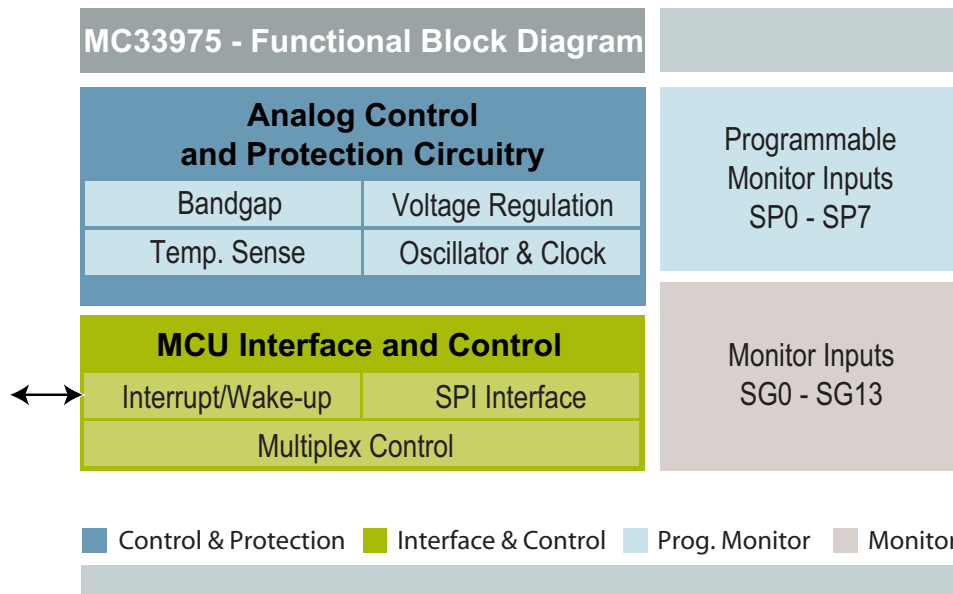 MC33975 - Functional Block Diagram
Analog Control
and Protection Circuitry
Bandgap
Voltage Regulation
Temp. Sense
Oscillator & Clock
Programmable
Monitor Inputs
SP0 - SP7
MCU Interface and Control
Interrupt/Wake-up
SPI Interface
Multiplex Control
Monitor Inputs
SG0 - SG13
Control & Protection
Interface & Control
Prog. Monitor
Monitor